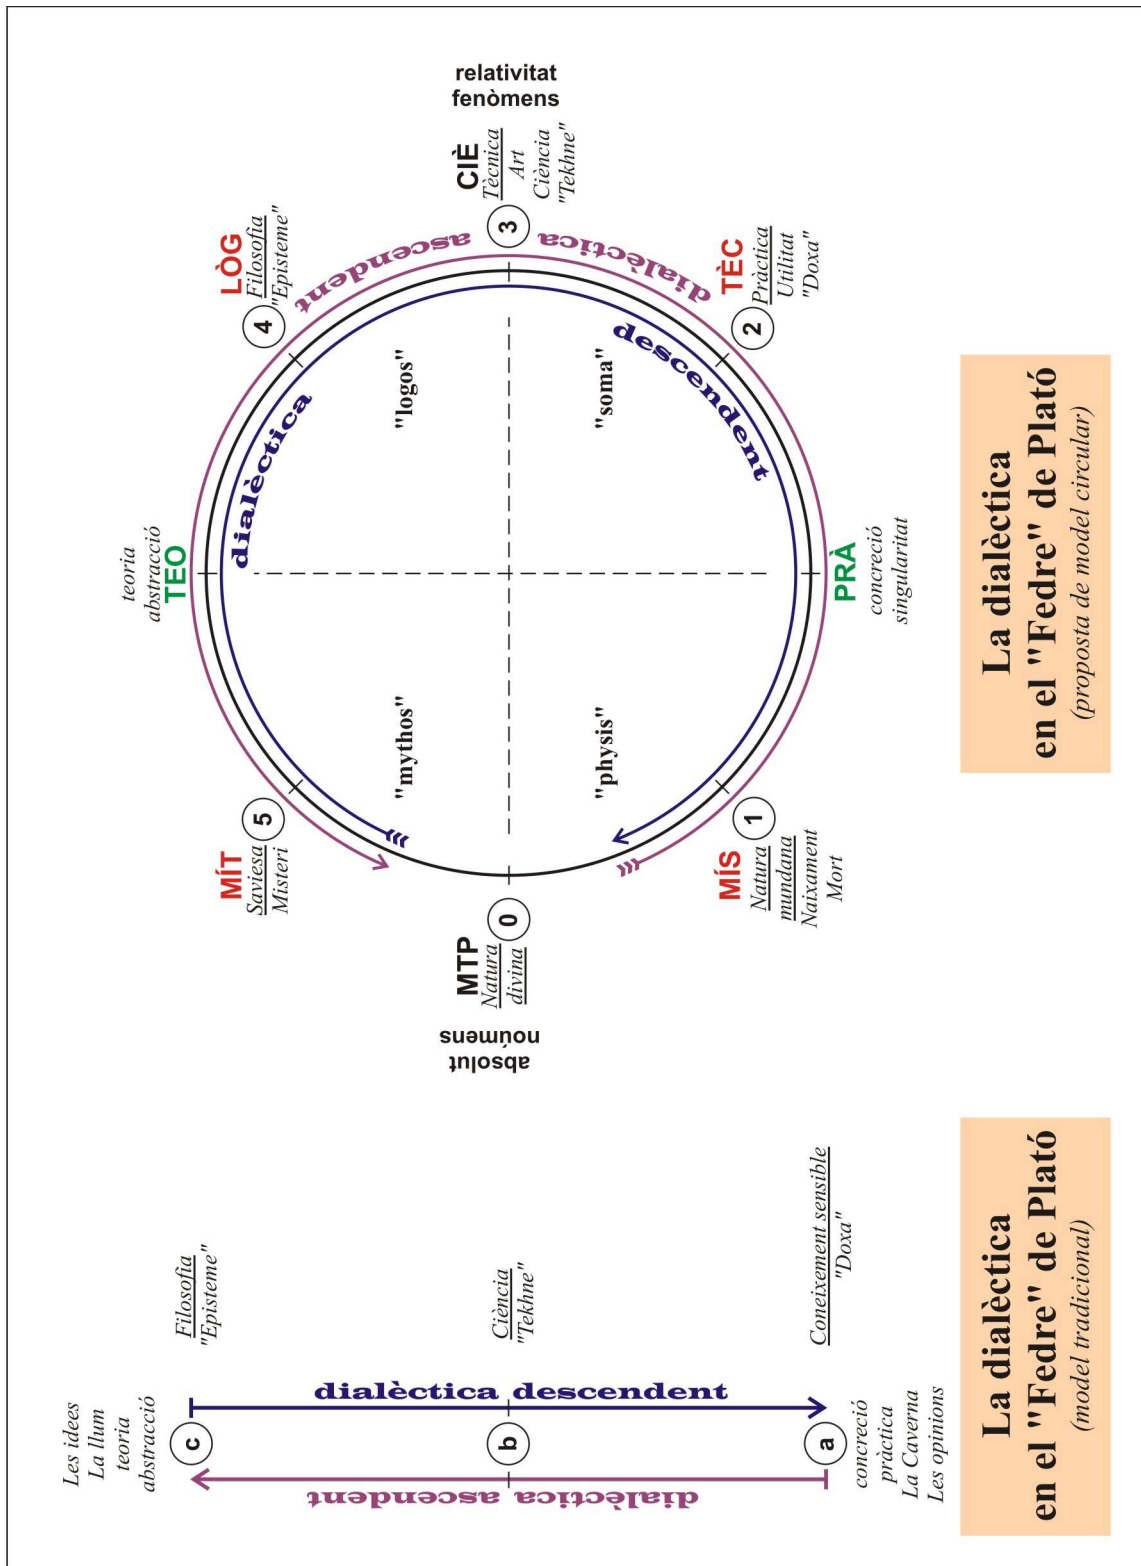 Les idees
La llum
teoria
abstracció
c
Filosofia
"Episteme"
dialèctica descendent
dialèctica ascendent
b
Ciència
"Tekhne"
a
Coneixement sensible
"Doxa"
concreció
pràctica
La Caverna
Les opinions
La dialèctica
en el "Fedre" de Plató
(model tradicional)
teoria
abstracció
TEO
MÍT
Saviesa
Misteri
5
LÒG
Filosofia
"Episteme"
4
dialèctica
descendent
dialèctica
ascendent
"mythos"
"logos"
absolut
noúmens
MTP
Natura
divina
0
3
CIÈ
Tècnica
Art
Ciència
"Tekhne"
relativitat
fenòmens
"physis"
"soma"
1
MÍS
Natura
mundana
Naixament
Mort
2
TÈC
Pràctica
Utilitat
"Doxa"
PRÀ
concreció
singularitat
La dialèctica
en el "Fedre" de Plató
(proposta de model circular)